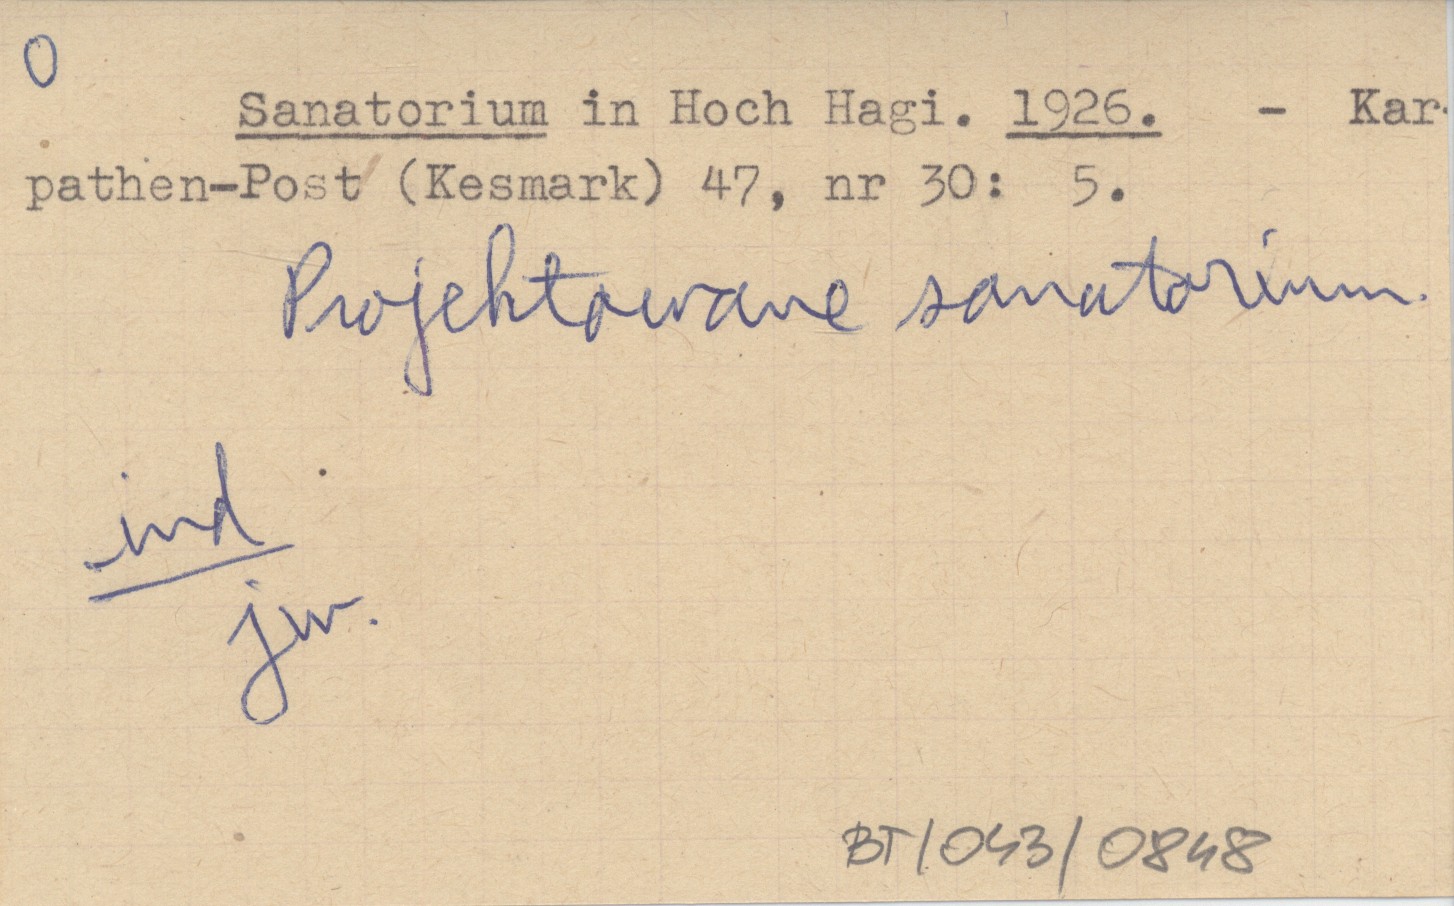 0
Sanatorium in Hoch Hagi. 1926. - Kar-
pathen-Post (Kesmark) 47, nr 30: 5.
Projektowane sanatorium.
ind
jw.
BT/043/0848